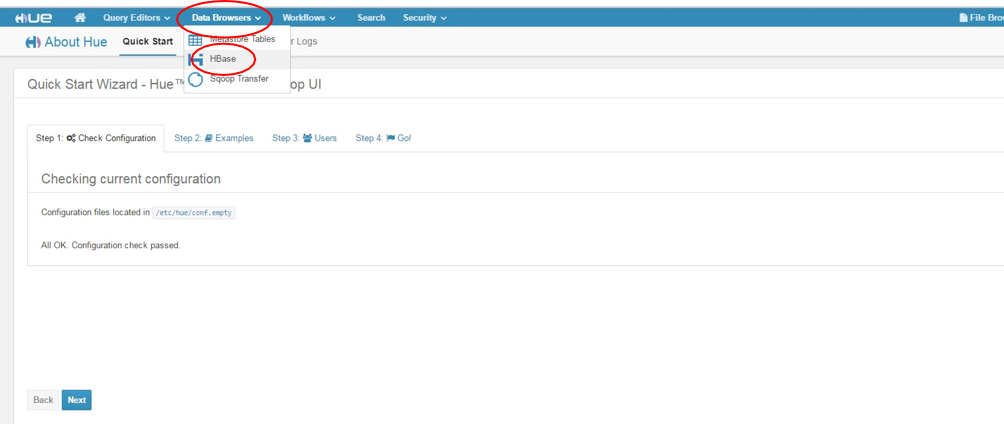 HUE Query Editors Data Browsers Workflows Search Security File Brow
About Hue Quick Start r Logs
Metastore Tables
HBase
Sqoop Transfer
Quick Start Wizard - Hue™ op UI
Step 1: Check Configuration Step 2: Examples Step 3: Users Step 4: Go!
Checking current configuration
Configuration files located in /etc/hue/conf.empty
All OK. Configuration check passed.
Back Next